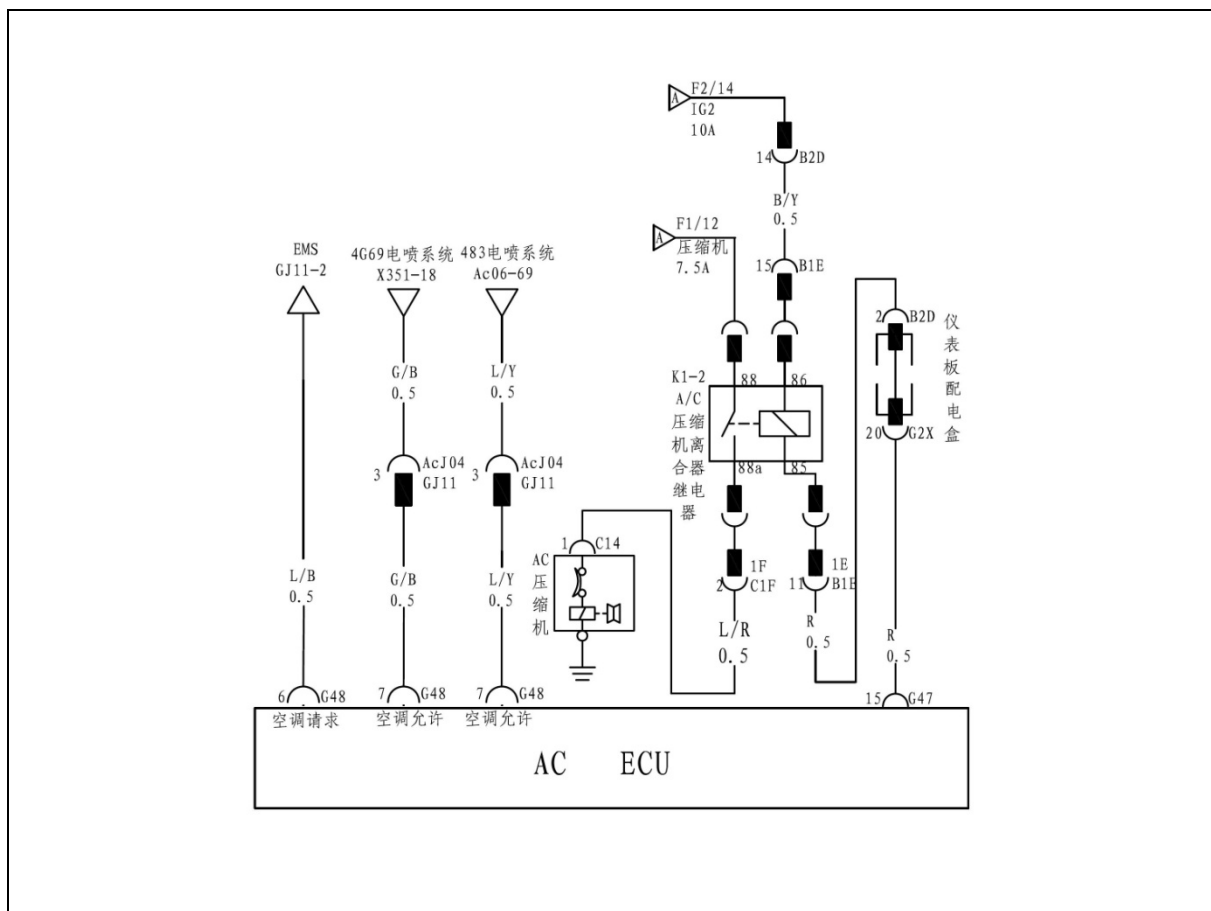 A
F2/14
IG2
10A
14
B2D
B/Y
0.5
A
F1/12
压缩机
7.5A
15
B1E
EMS
GJ11-2
4G69电喷系统
X351-18
483电喷系统
Ac06-69
2
B2D
仪表板配电盒
20
G2X
G/B
0.5
L/Y
0.5
K1-2
A/C
压缩机离合器继电器
88
86
88a
85
3
AcJ04
GJ11
3
AcJ04
GJ11
1
C14
AC
压缩机
1F
2
C1F
1E
11
B1E
L/B
0.5
G/B
0.5
L/Y
0.5
L/R
0.5
R
0.5
R
0.5
6
G48
7
G48
7
G48
15
G47
空调请求
空调允许
空调允许
AC ECU